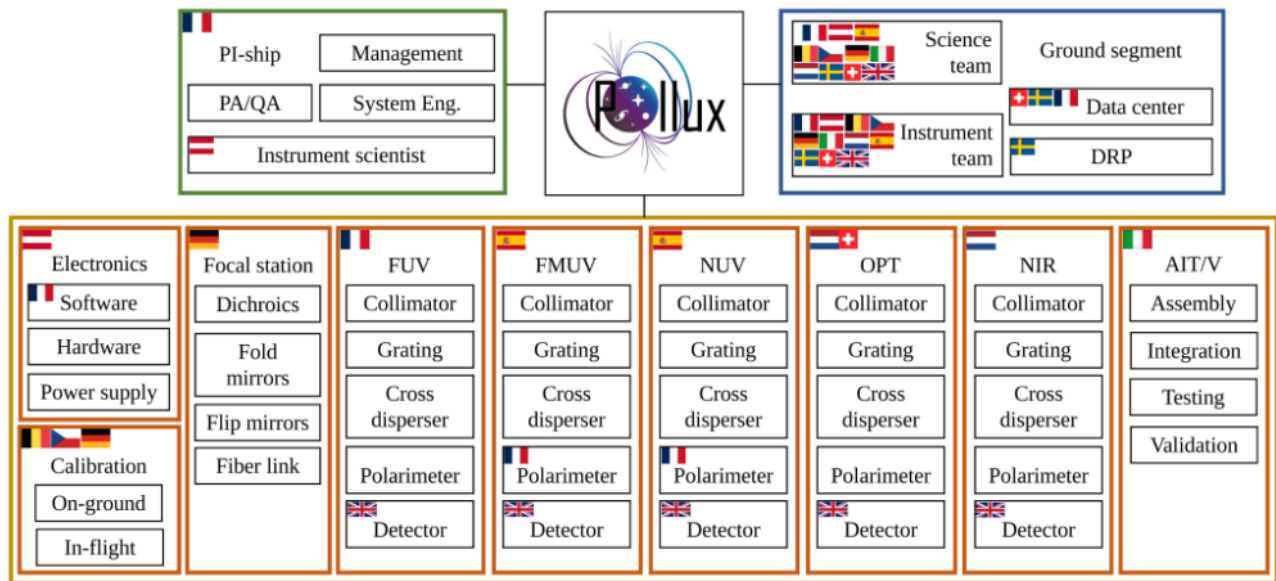 PI-ship
Management
PA/QA
System Eng.
Instrument scientist
Pollux
Science
team
Instrument
team
Ground segment
Data center
DRP
Electronics
Software
Hardware
Power supply
Calibration
On-ground
In-flight
Focal station
Dichroics
Fold
mirrors
Flip mirrors
Fiber link
FUV
Collimator
Grating
Cross
disperser
Polarimeter
Detector
FMUV
Collimator
Grating
Cross
disperser
Polarimeter
Detector
NUV
Collimator
Grating
Cross
disperser
Polarimeter
Detector
OPT
Collimator
Grating
Cross
disperser
Polarimeter
Detector
NIR
Collimator
Grating
Cross
disperser
Polarimeter
Detector
AIT/V
Assembly
Integration
Testing
Validation